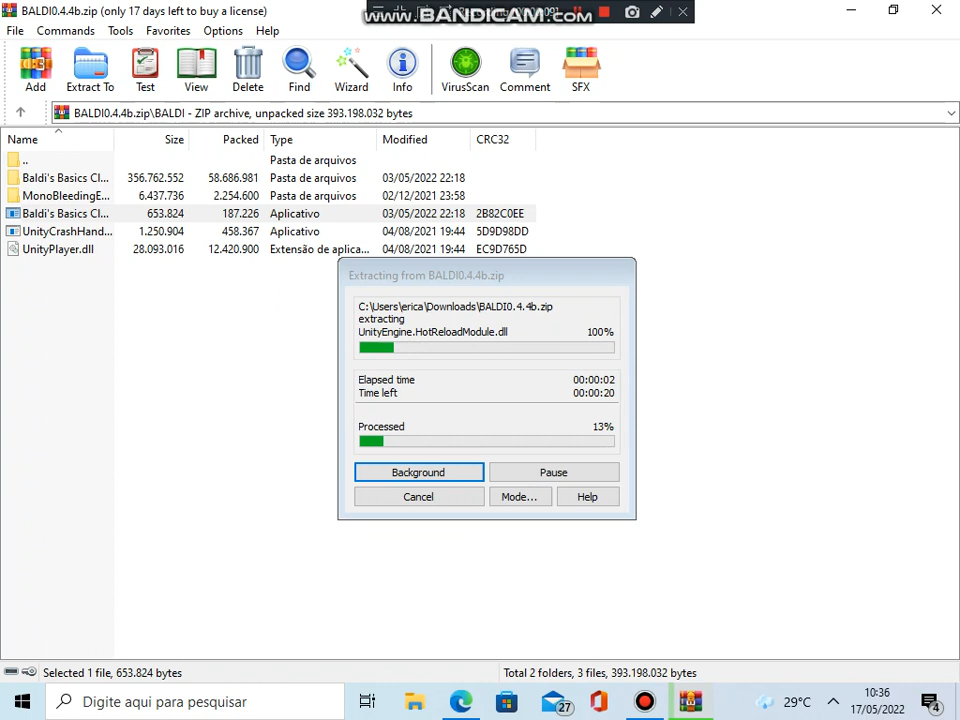 BALDI0.4.4b.zip (only 17 days left to buy a license)
www.BANDICAM.com
File Commands Tools Favorites Options Help
Add Extract To Test View Delete Find Wizard Info VirusScan Comment SFX
BALDI0.4.4b.zip\BALDI - ZIP archive, unpacked size 393.198.032 bytes
Name Size Packed Type Modified CRC32
.. Pasta de arquivos
Baldi's Basics Cl... 356.762.552 58.686.981 Pasta de arquivos 03/05/2022 22:18
MonoBleedingE... 6.437.736 2.254.600 Pasta de arquivos 02/12/2021 23:58
Baldi's Basics Cl... 653.824 187.226 Aplicativo 03/05/2022 22:18 2B82C0EE
UnityCrashHand... 1.250.904 458.367 Aplicativo 04/08/2021 19:44 5D9D98DD
UnityPlayer.dll 28.093.016 12.420.900 Extensão de aplica... 04/08/2021 19:44 EC9D765D
Extracting from BALDI0.4.4b.zip
C:\Users\erica\Downloads\BALDI0.4.4b.zip
extracting
UnityEngine.HotReloadModule.dll 100%
Elapsed time 00:00:02
Time left 00:00:20
Processed 13%
Background Pause
Cancel Mode... Help
Selected 1 file, 653.824 bytes Total 2 folders, 3 files, 393.198.032 bytes
Digite aqui para pesquisar 27 29°C 10:36
17/05/2022 4